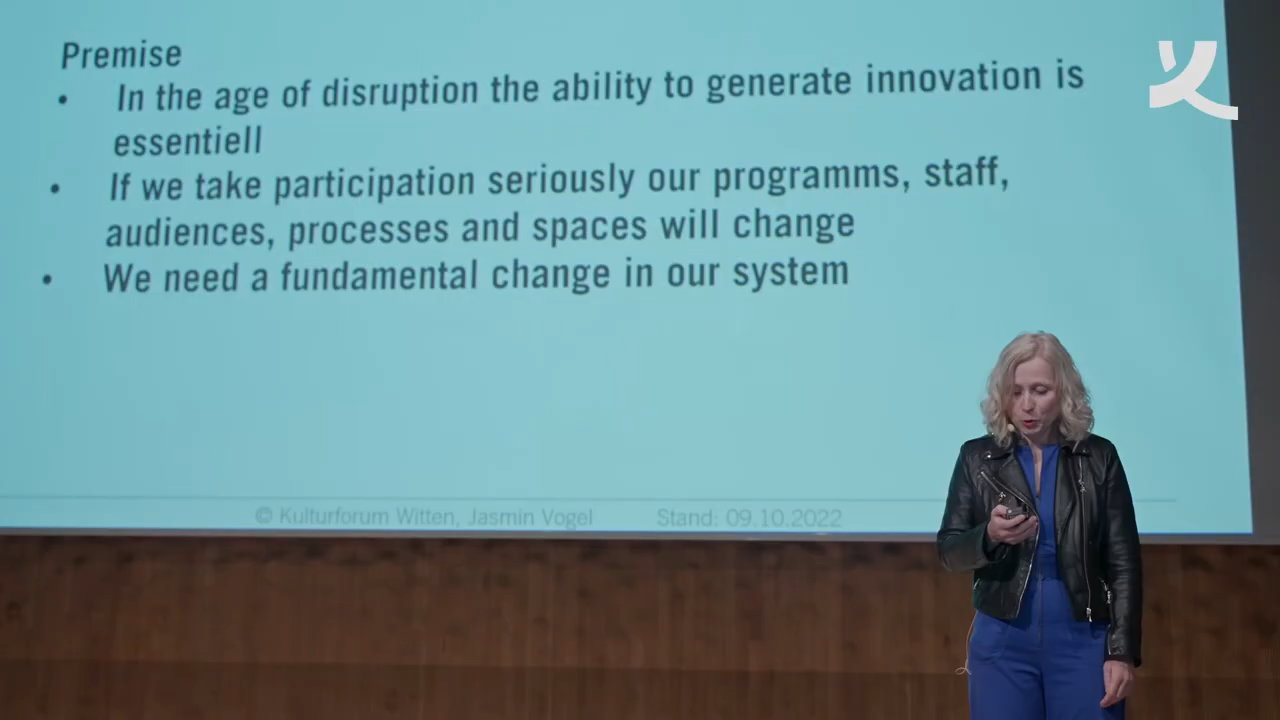 Premise
• In the age of disruption the ability to generate innovation is
essentiell
• If we take participation seriously our programms, staff,
audiences, processes and spaces will change
• We need a fundamental change in our system
© Kulturforum Witten, Jasmin Vogel Stand: 09.10.2022